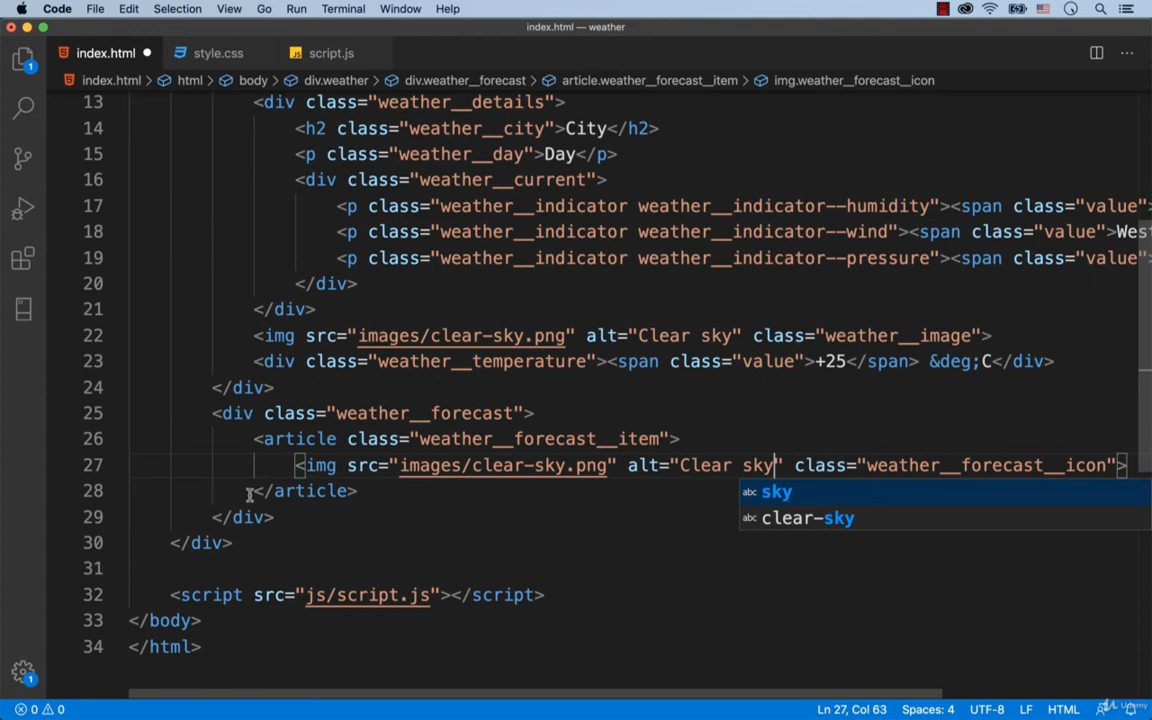 Code File Edit Selection View Go Run Terminal Window Help
index.html — weather
index.html style.css script.js
index.html > html > body > div.weather > div.weather__forecast > article.weather__forecast__item > img.weather__forecast__icon
13 <div class="weather__details">
14 <h2 class="weather__city">City</h2>
15 <p class="weather__day">Day</p>
16 <div class="weather__current">
17 <p class="weather__indicator weather__indicator--humidity"><span class="value">
18 <p class="weather__indicator weather__indicator--wind"><span class="value">Wes
19 <p class="weather__indicator weather__indicator--pressure"><span class="value">
20 </div>
21 </div>
22 <img src="images/clear-sky.png" alt="Clear sky" class="weather__image">
23 <div class="weather__temperature"><span class="value">+25</span> &deg;C</div>
24 </div>
25 <div class="weather__forecast">
26 <article class="weather__forecast__item">
27 <img src="images/clear-sky.png" alt="Clear sky" class="weather__forecast__icon">
28 </article>
abc sky
29 </div>
abc clear-sky
30 </div>
31
32 <script src="js/script.js"></script>
33 </body>
34 </html>
1
1
0 0 Ln 27, Col 63 Spaces: 4 UTF-8 LF HTML
Udemy